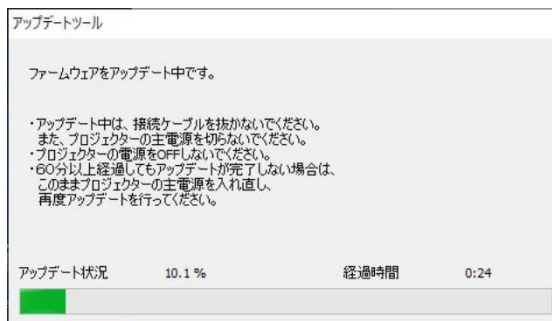 アップデートツール
ファームウェアをアップデート中です。
・アップデート中は、接続ケーブルを抜かないでください。
また、プロジェクターの主電源を切らないでください。
・プロジェクターの電源をOFFしないでください。
・60分以上経過してもアップデートが完了しない場合は、
このままプロジェクターの主電源を入れ直し、
再度アップデートを行ってください。
アップデート状況 10.1 % 経過時間 0:24